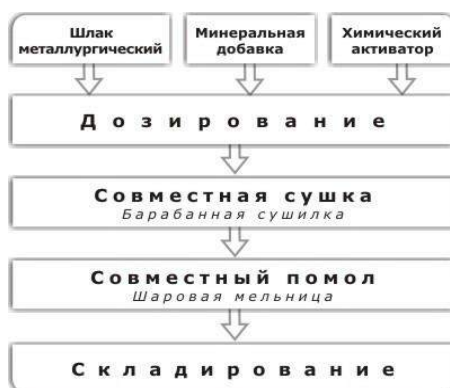 Шлак
металлургический
Минеральная
добавка
Химический
активатор
Дозирование
Совместная сушка
Барабанная сушилка
Совместный помол
Шаровая мельница
Складирование